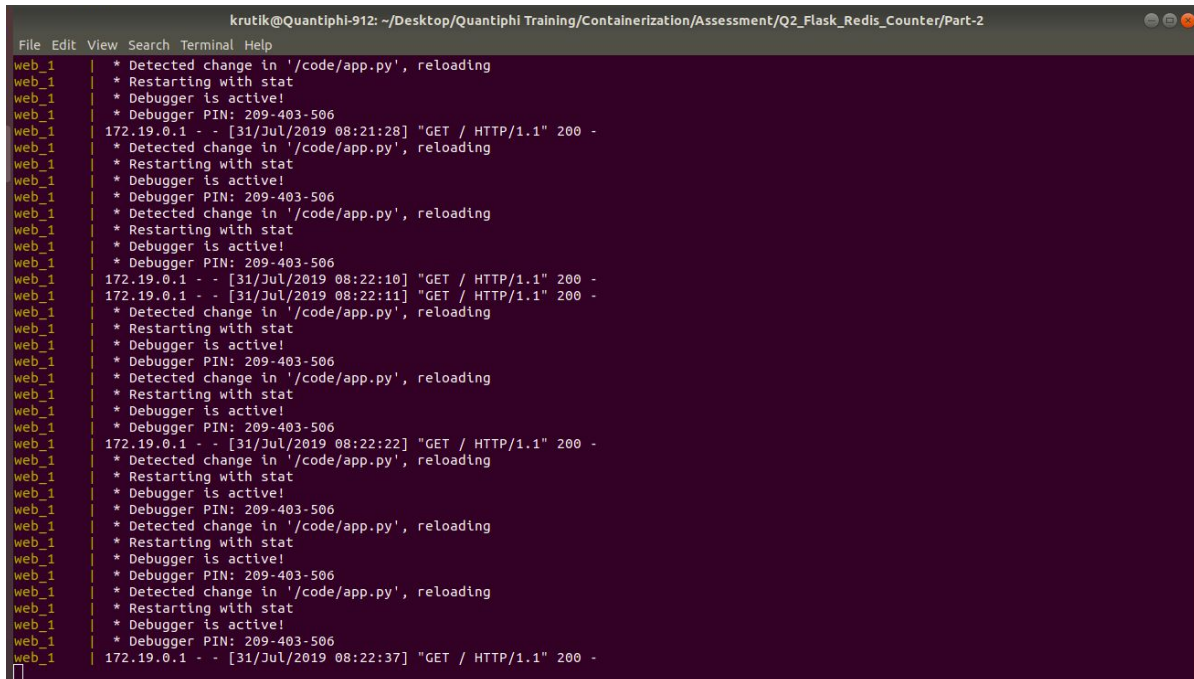 krutik@Quantiphi-912: ~/Desktop/Quantiphi Training/Containerization/Assessment/Q2_Flask_Redis_Counter/Part-2
File Edit View Search Terminal Help
web_1 | * Detected change in '/code/app.py', reloading
web_1 | * Restarting with stat
web_1 | * Debugger is active!
web_1 | * Debugger PIN: 209-403-506
web_1 | 172.19.0.1 - - [31/Jul/2019 08:21:28] "GET / HTTP/1.1" 200 -
web_1 | * Detected change in '/code/app.py', reloading
web_1 | * Restarting with stat
web_1 | * Debugger is active!
web_1 | * Debugger PIN: 209-403-506
web_1 | * Detected change in '/code/app.py', reloading
web_1 | * Restarting with stat
web_1 | * Debugger is active!
web_1 | * Debugger PIN: 209-403-506
web_1 | 172.19.0.1 - - [31/Jul/2019 08:22:10] "GET / HTTP/1.1" 200 -
web_1 | 172.19.0.1 - - [31/Jul/2019 08:22:11] "GET / HTTP/1.1" 200 -
web_1 | * Detected change in '/code/app.py', reloading
web_1 | * Restarting with stat
web_1 | * Debugger is active!
web_1 | * Debugger PIN: 209-403-506
web_1 | * Detected change in '/code/app.py', reloading
web_1 | * Restarting with stat
web_1 | * Debugger is active!
web_1 | * Debugger PIN: 209-403-506
web_1 | 172.19.0.1 - - [31/Jul/2019 08:22:22] "GET / HTTP/1.1" 200 -
web_1 | * Detected change in '/code/app.py', reloading
web_1 | * Restarting with stat
web_1 | * Debugger is active!
web_1 | * Debugger PIN: 209-403-506
web_1 | * Detected change in '/code/app.py', reloading
web_1 | * Restarting with stat
web_1 | * Debugger is active!
web_1 | * Debugger PIN: 209-403-506
web_1 | * Detected change in '/code/app.py', reloading
web_1 | * Restarting with stat
web_1 | * Debugger is active!
web_1 | * Debugger PIN: 209-403-506
web_1 | 172.19.0.1 - - [31/Jul/2019 08:22:37] "GET / HTTP/1.1" 200 -